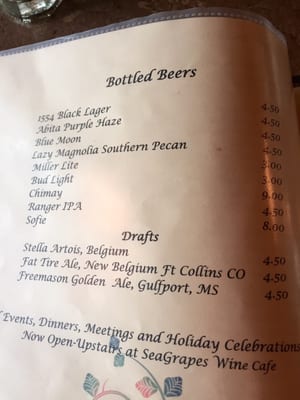 Bottled Beers
1554 Black Lager 4.50
Abita Purple Haze 4.50
Blue Moon 4.50
Lazy Magnolia Southern Pecan 4.50
Miller Lite 3.00
Bud Light 3.00
Chimay 9.00
Ranger IPA 4.50
Sofie 8.00
Drafts
Stella Artois, Belgium 4.50
Fat Tire Ale, New Belgium Ft Collins CO 4.50
Freemason Golden Ale, Gulfport, MS 4.50
Events, Dinners, Meetings and Holiday Celebrations
Now Open-Upstairs at SeaGrapes Wine Cafe